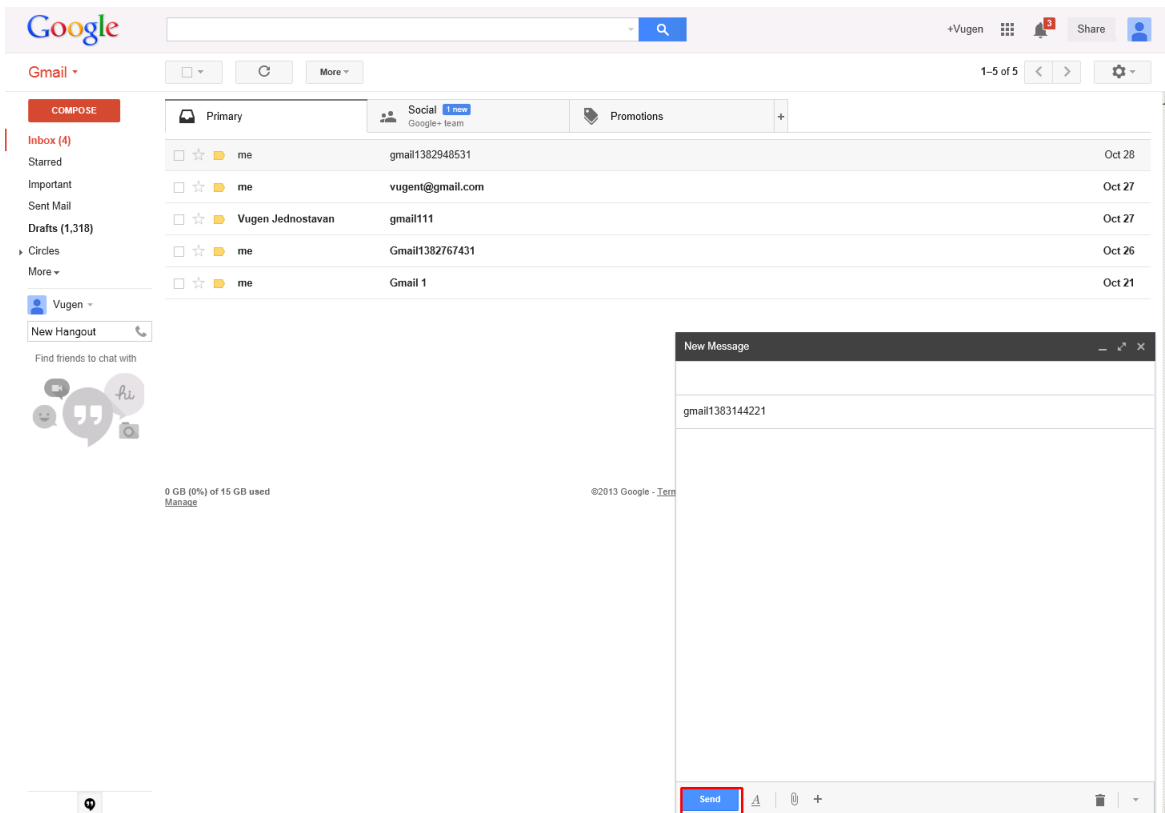 Google
+Vugen 3 Share
Gmail
More
1–5 of 5
COMPOSE
Inbox (4)
Starred
Important
Sent Mail
Drafts (1,318)
Circles
More
Vugen
New Hangout
Find friends to chat with
hi
Primary
Social 1 new
Google+ team
Promotions
+
me gmail1382948531 Oct 28
me vugent@gmail.com Oct 27
Vugen Jednostavan gmail111 Oct 27
me Gmail1382767431 Oct 26
me Gmail 1 Oct 21
0 GB (0%) of 15 GB used
Manage
©2013 Google - Term
New Message
gmail1383144221
Send A +